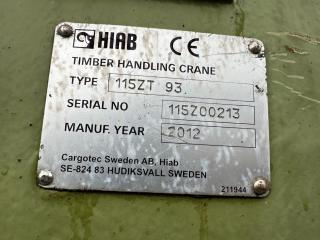 HIAB CE
TIMBER HANDLING CRANE
TYPE 115ZT 93
SERIAL NO 115Z00213
MANUF. YEAR 2012
Cargotec Sweden AB, Hiab
SE-824 83 HUDIKSVALL SWEDEN
211944